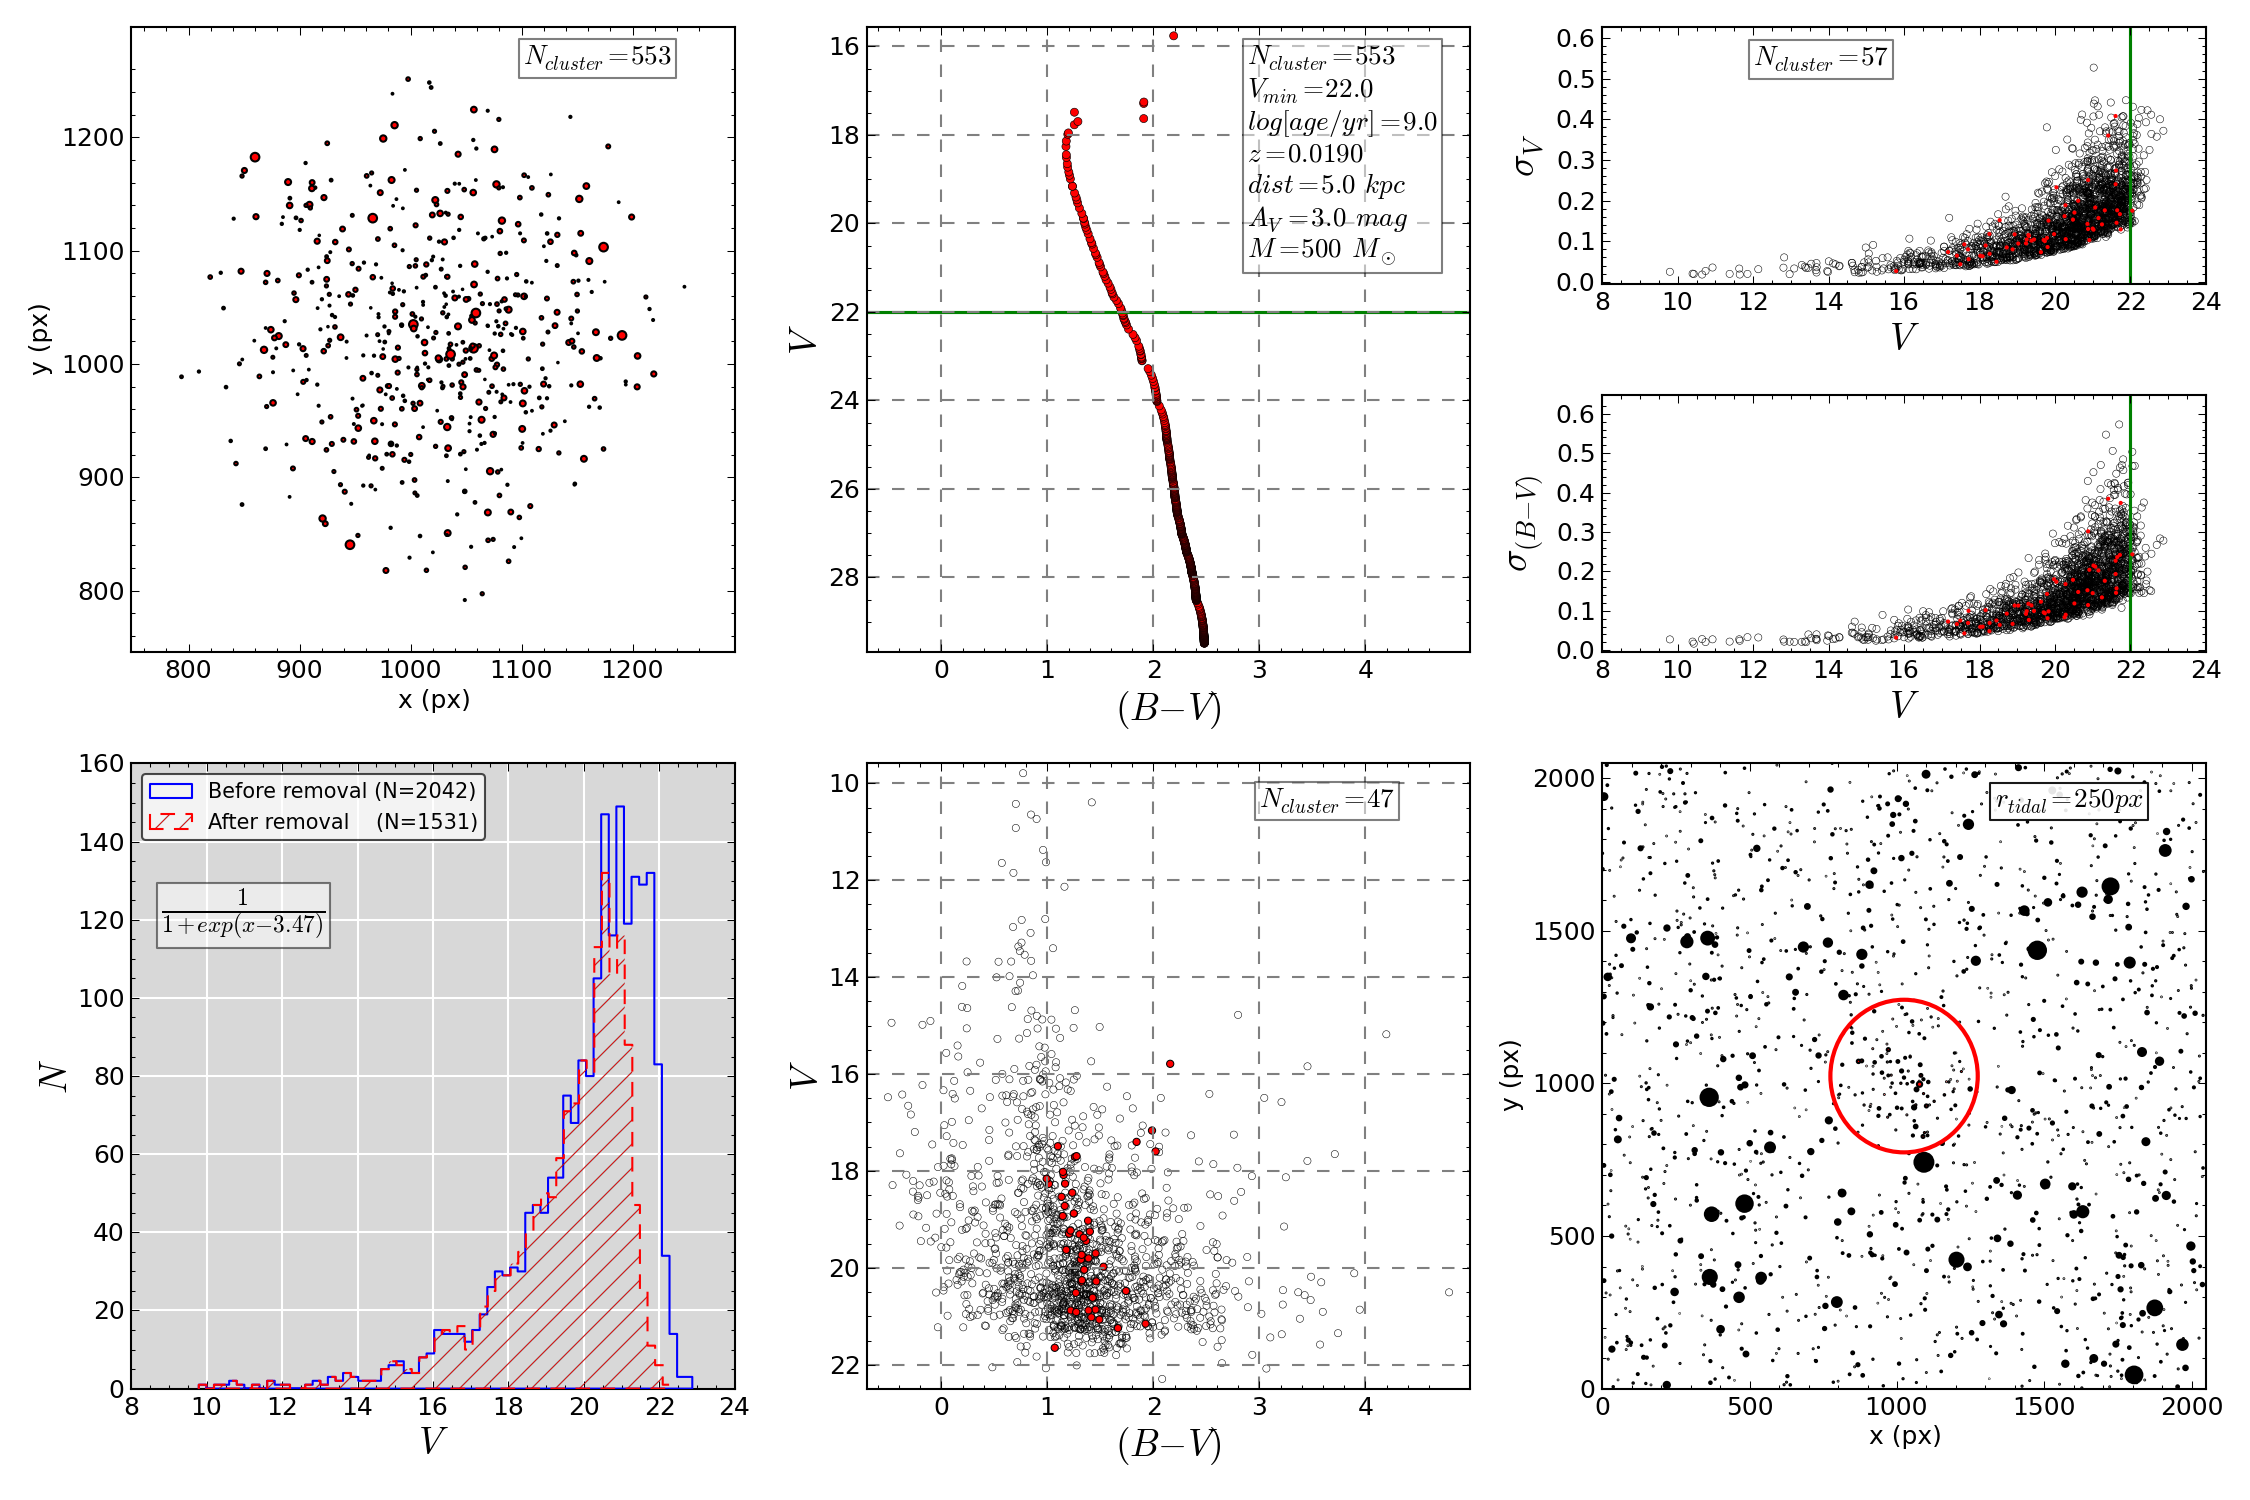 N_cluster=553
1200
1100
1000
900
800
y (px)
800 900 1000 1100 1200
x (px)
N_cluster=553
V_min=22.0
log[age/yr]=9.0
z=0.0190
dist=5.0 kpc
A_V=3.0 mag
M=500 M_⊙
16
18
20
22
24
26
28
V
0 1 2 3 4
(B−V)
N_cluster=57
0.6
0.5
0.4
0.3
0.2
0.1
0.0
σ_V
8 10 12 14 16 18 20 22 24
V
0.6
0.5
0.4
0.3
0.2
0.1
0.0
σ_(B−V)
8 10 12 14 16 18 20 22 24
V
160
140
120
100
80
60
40
20
0
N
Before removal (N=2042)
After removal (N=1531)
1
1+exp(x−3.47)
8 10 12 14 16 18 20 22 24
V
N_cluster=47
10
12
14
16
18
20
22
V
0 1 2 3 4
(B−V)
r_tidal=250px
2000
1500
1000
500
0
y (px)
0 500 1000 1500 2000
x (px)